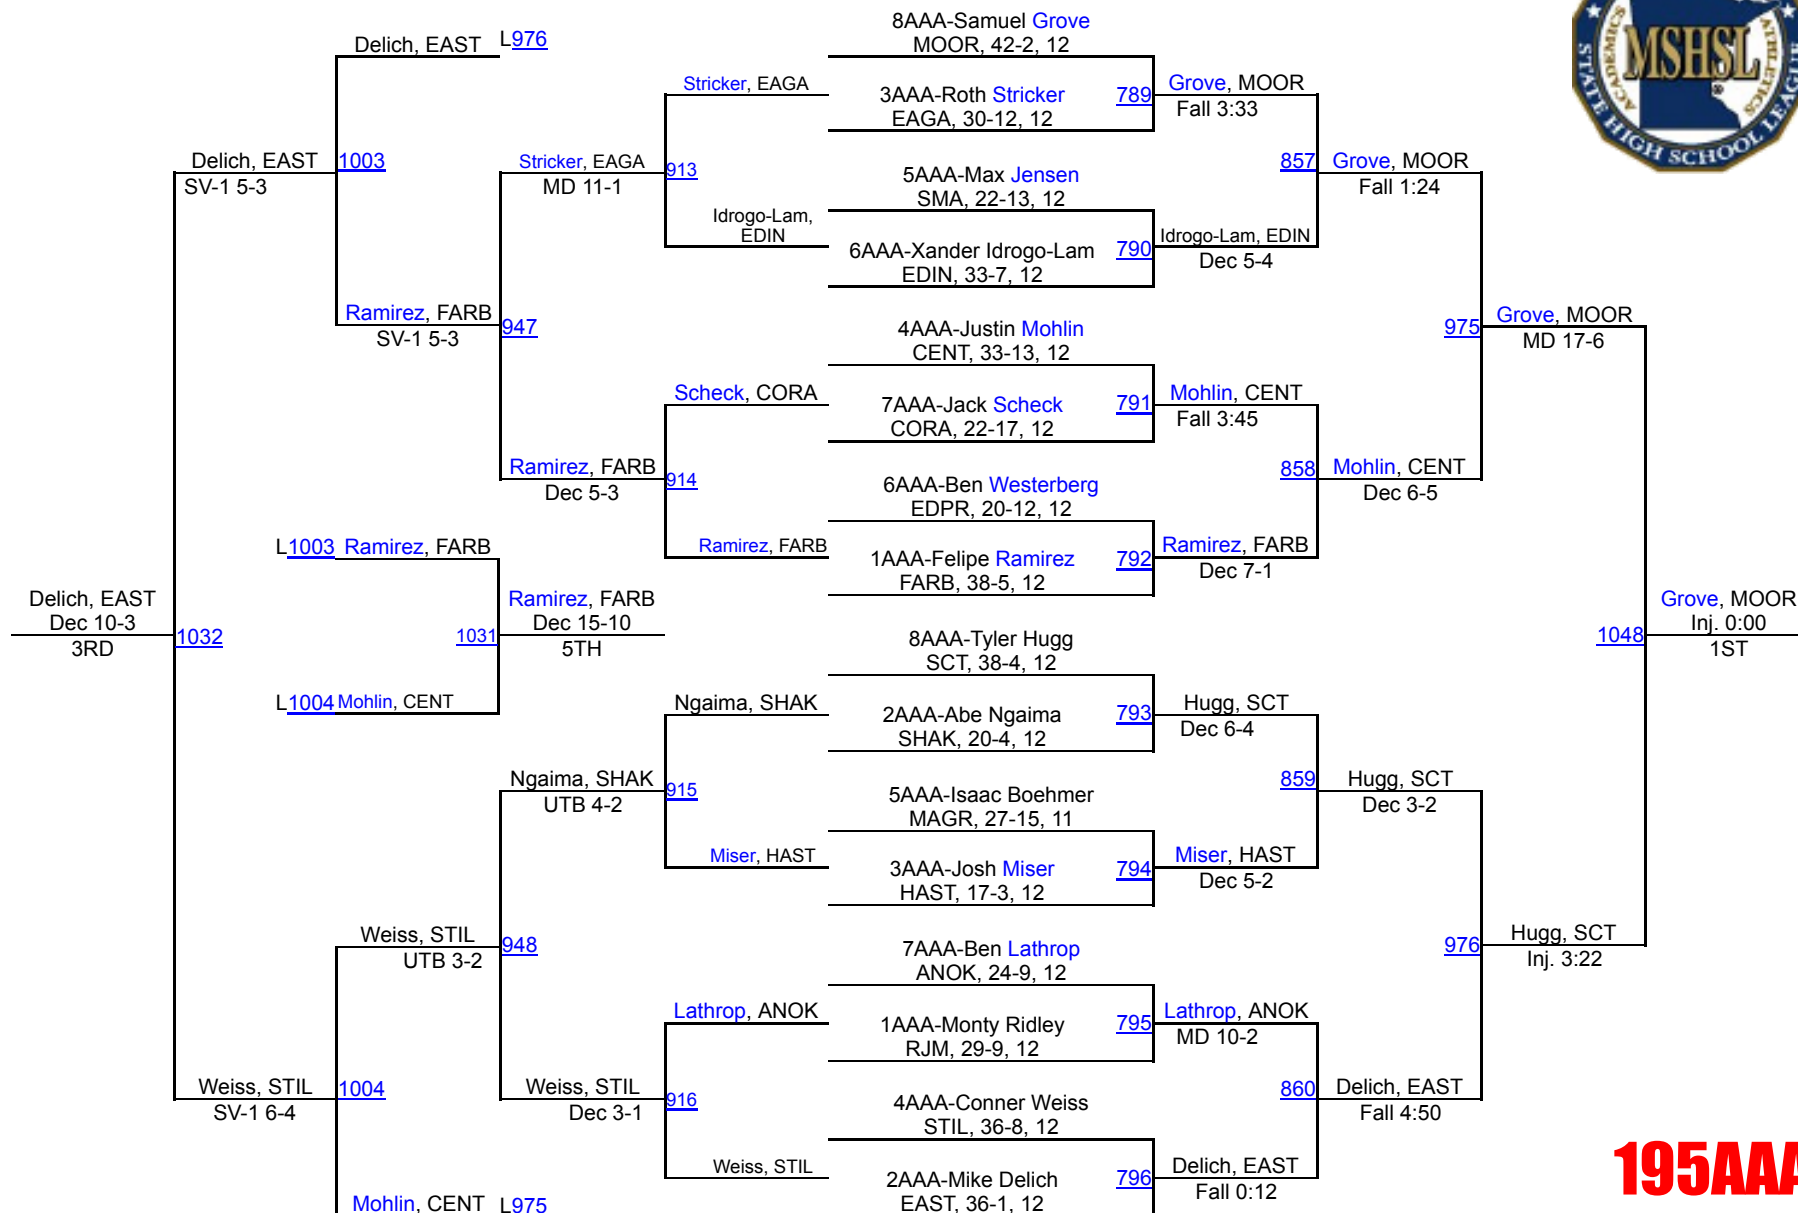 8AAA-Samuel Grove
MOOR, 42-2, 12
3AAA-Roth Stricker
EAGA, 30-12, 12
789
5AAA-Max Jensen
SMA, 22-13, 12
6AAA-Xander Idrogo-Lam
EDIN, 33-7, 12
790
4AAA-Justin Mohlin
CENT, 33-13, 12
7AAA-Jack Scheck
CORA, 22-17, 12
791
6AAA-Ben Westerberg
EDPR, 20-12, 12
1AAA-Felipe Ramirez
FARB, 38-5, 12
792
8AAA-Tyler Hugg
SCT, 38-4, 12
2AAA-Abe Ngaima
SHAK, 20-4, 12
793
5AAA-Isaac Boehmer
MAGR, 27-15, 11
3AAA-Josh Miser
HAST, 17-3, 12
794
7AAA-Ben Lathrop
ANOK, 24-9, 12
1AAA-Monty Ridley
RJM, 29-9, 12
795
4AAA-Conner Weiss
STIL, 36-8, 12
2AAA-Mike Delich
EAST, 36-1, 12
796
Grove, MOOR
Fall 3:33
857
Idrogo-Lam, EDIN
Dec 5-4
Mohlin, CENT
Fall 3:45
858
Ramirez, FARB
Dec 7-1
Hugg, SCT
Dec 6-4
859
Miser, HAST
Dec 5-2
Lathrop, ANOK
MD 10-2
860
Delich, EAST
Fall 0:12
Grove, MOOR
Fall 1:24
975
Mohlin, CENT
Dec 6-5
Hugg, SCT
Dec 3-2
976
Delich, EAST
Fall 4:50
Grove, MOOR
MD 17-6
1048
Hugg, SCT
Inj. 3:22
Grove, MOOR
Inj. 0:00
1ST
Stricker, EAGA
913
Idrogo-Lam,
EDIN
Scheck, CORA
914
Ramirez, FARB
Ngaima, SHAK
915
Miser, HAST
Lathrop, ANOK
916
Weiss, STIL
Stricker, EAGA
MD 11-1
947
Ramirez, FARB
Dec 5-3
Ngaima, SHAK
UTB 4-2
948
Weiss, STIL
Dec 3-1
Delich, EAST L976
1003
Ramirez, FARB
SV-1 5-3
Weiss, STIL
UTB 3-2
1004
Mohlin, CENT L975
Delich, EAST
SV-1 5-3
1032
Weiss, STIL
SV-1 6-4
Delich, EAST
Dec 10-3
3RD
L1003 Ramirez, FARB
1031
L1004 Mohlin, CENT
Ramirez, FARB
Dec 15-10
5TH
MSHSL
®
ACADEMICS
ATHLETICS
STATE HIGH SCHOOL LEAGUE
195AAA